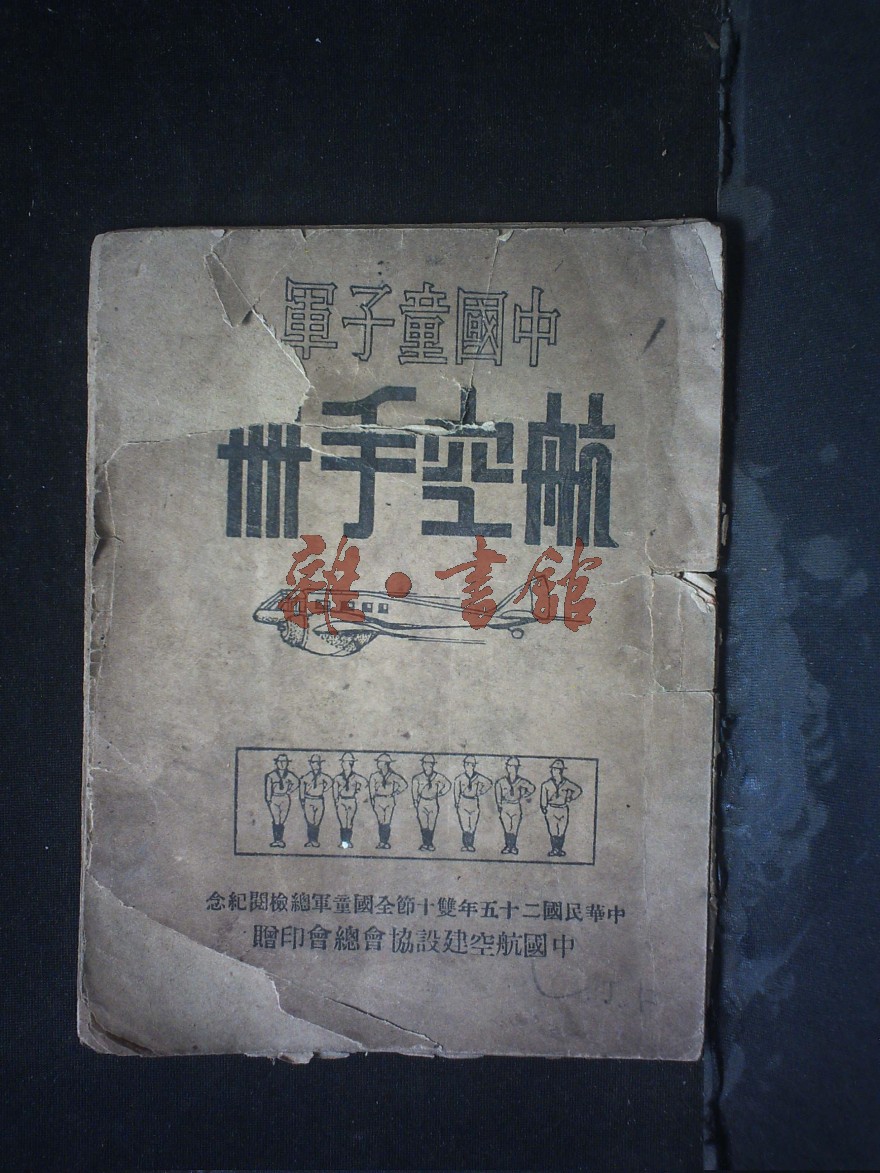 中國童子軍
航空手冊
雜·書館
中華民國二十五年雙十節全國童軍總檢閱紀念
中國航空建設協會總會印贈